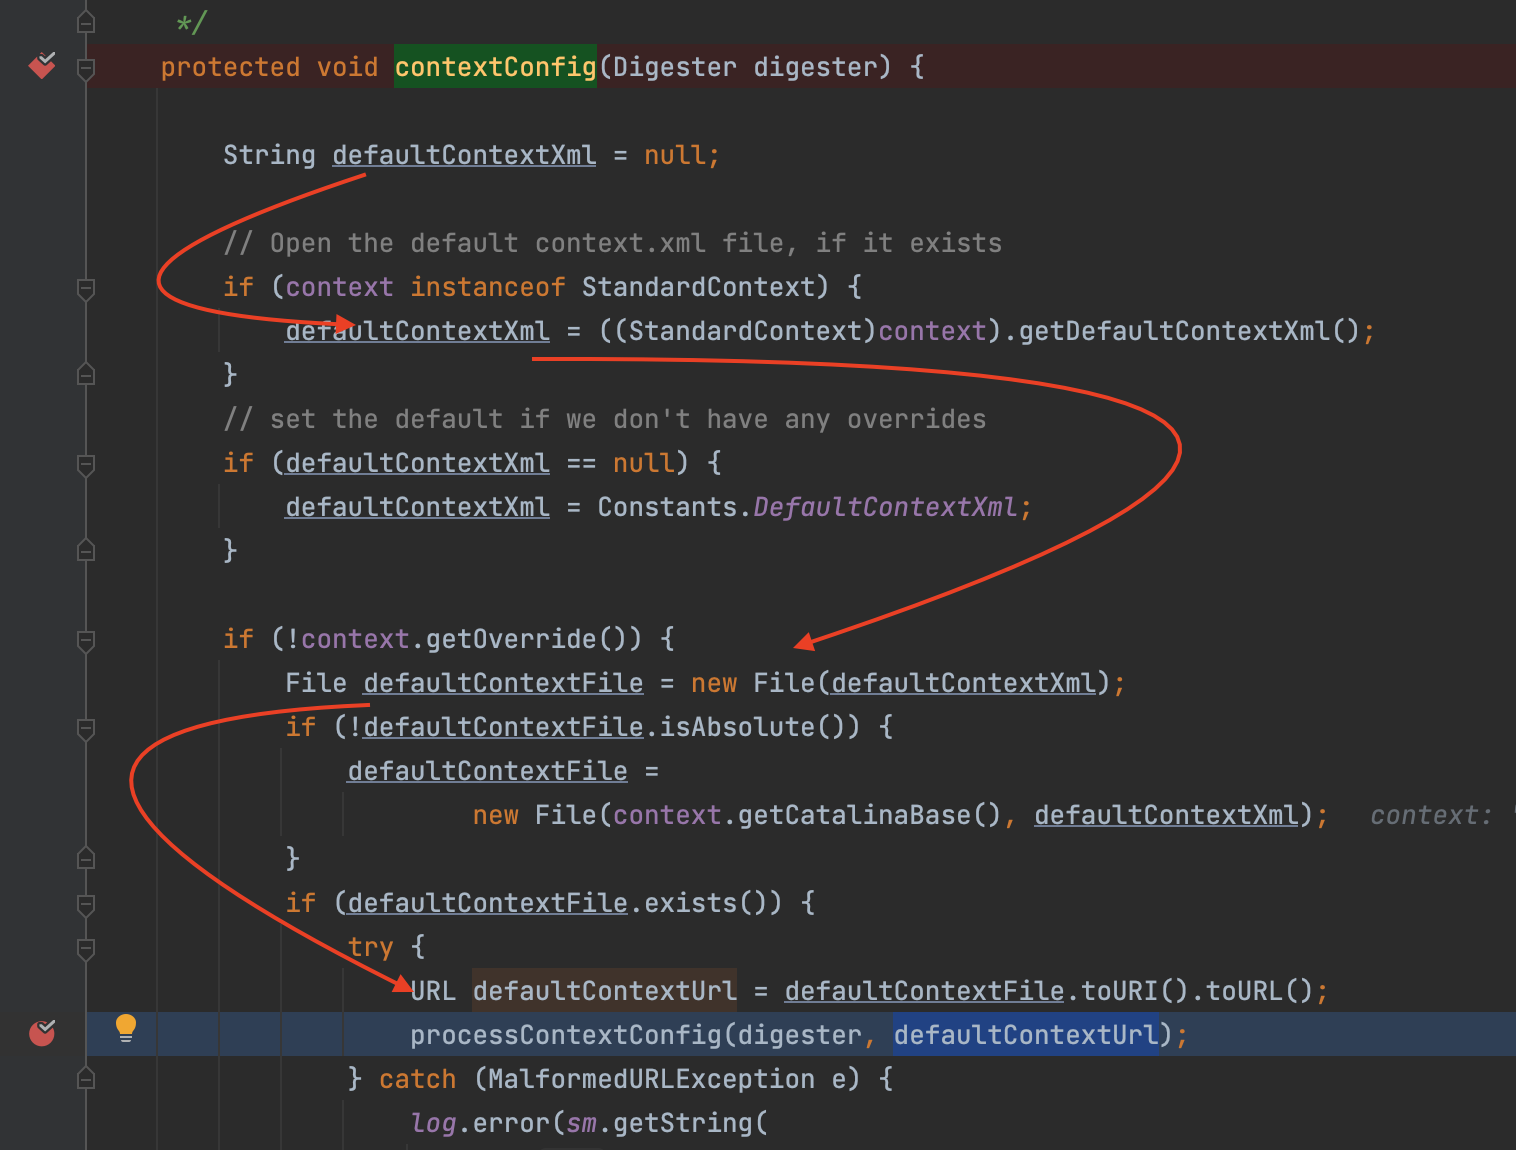 */
protected void contextConfig(Digester digester) {
String defaultContextXml = null;
// Open the default context.xml file, if it exists
if (context instanceof StandardContext) {
defaultContextXml = ((StandardContext)context).getDefaultContextXml();
}
// set the default if we don't have any overrides
if (defaultContextXml == null) {
defaultContextXml = Constants.DefaultContextXml;
}
if (!context.getOverride()) {
File defaultContextFile = new File(defaultContextXml);
if (!defaultContextFile.isAbsolute()) {
defaultContextFile =
new File(context.getCatalinaBase(), defaultContextXml); context: "
}
if (defaultContextFile.exists()) {
try {
URL defaultContextUrl = defaultContextFile.toURI().toURL();
processContextConfig(digester, defaultContextUrl);
} catch (MalformedURLException e) {
log.error(sm.getString(